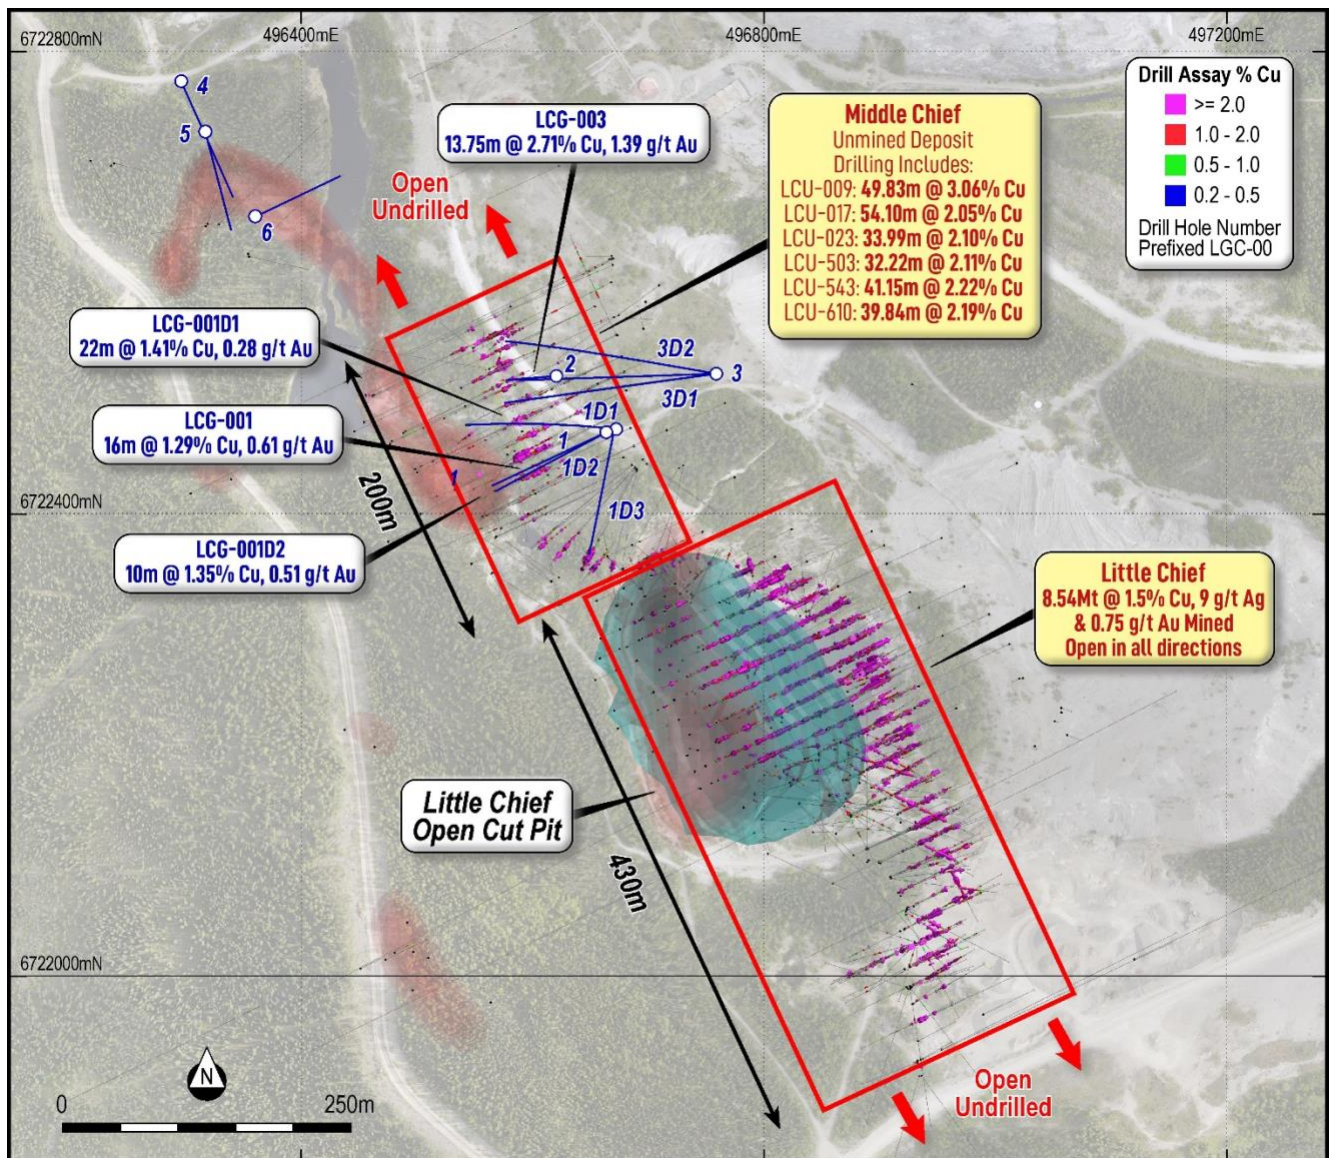 6722800mN
496400mE
496800mE
497200mE
Drill Assay % Cu
>= 2.0
1.0 - 2.0
0.5 - 1.0
0.2 - 0.5
Drill Hole Number
Prefixed LGC-00
4
5
6
LCG-003
13.75m @ 2.71% Cu, 1.39 g/t Au
Middle Chief
Unmined Deposit
Drilling Includes:
LCU-009: 49.83m @ 3.06% Cu
LCU-017: 54.10m @ 2.05% Cu
LCU-023: 33.99m @ 2.10% Cu
LCU-503: 32.22m @ 2.11% Cu
LCU-543: 41.15m @ 2.22% Cu
LCU-610: 39.84m @ 2.19% Cu
Open
Undrilled
LCG-001D1
22m @ 1.41% Cu, 0.28 g/t Au
3D2
2
3
3D1
1D1
LCG-001
16m @ 1.29% Cu, 0.61 g/t Au
1
1D2
1
200m
1D3
6722400mN
LCG-001D2
10m @ 1.35% Cu, 0.51 g/t Au
Little Chief
8.54Mt @ 1.5% Cu, 9 g/t Ag
& 0.75 g/t Au Mined
Open in all directions
Little Chief
Open Cut Pit
430m
6722000mN
N
0
250m
Open
Undrilled